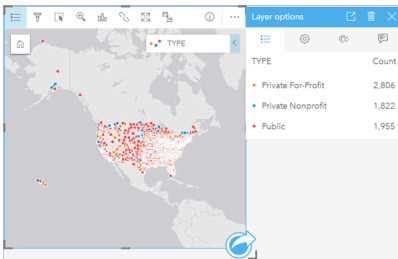 Layer options
TYPE
TYPE Count
Private For-Profit 2,806
Private Nonprofit 1,822
Public 1,955